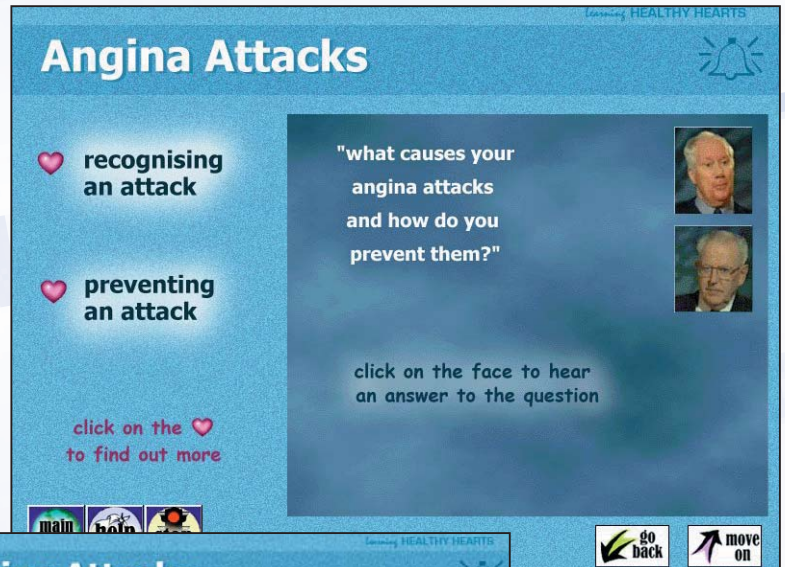 Learning HEALTHY HEARTS
Angina Attacks
recognising
an attack
preventing
an attack
click on the
to find out more
"what causes your
angina attacks
and how do you
prevent them?"
click on the face to hear
an answer to the question
main
help
go
back
move
on
Learning HEALTHY HEARTS